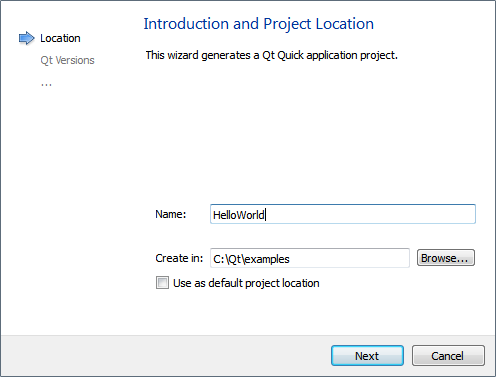 Introduction and Project Location
Location
This wizard generates a Qt Quick application project.
Qt Versions
...
Name:
HelloWorld
Create in:
C:\Qt\examples
Browse...
Use as default project location
Next
Cancel